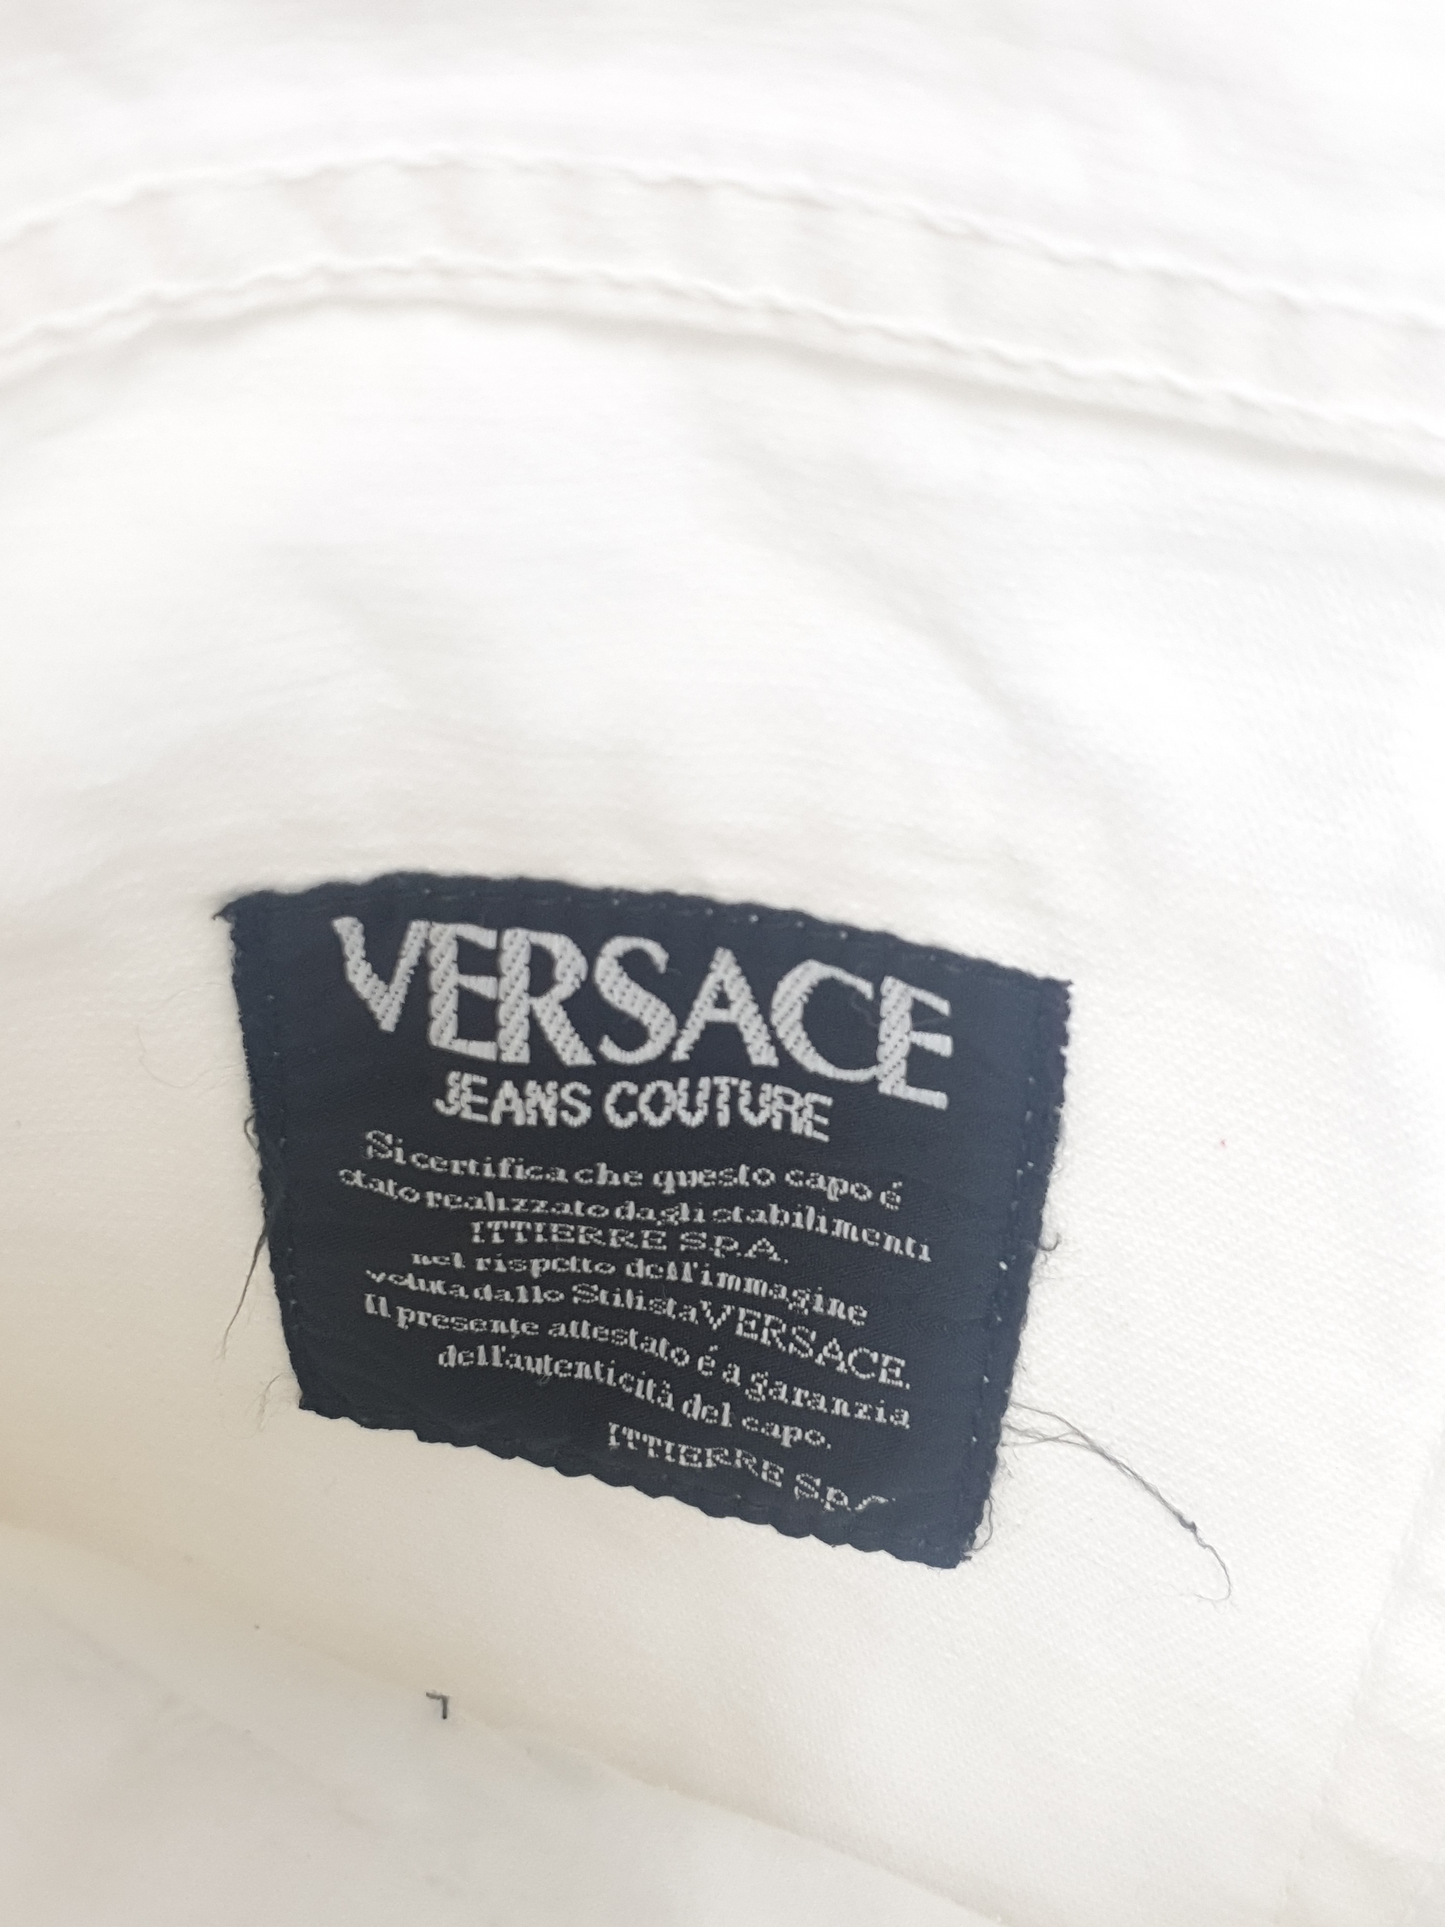 VERSACE
JEANS COUTURE
Si certifica che questo capo é
stato realizzato dagli stabilimenti
ITTIERRE S.p.A.
nel rispetto dell'immagine
voluta dallo Stilista VERSACE.
Il presente attestato é a garanzia
dell'autenticità del capo.
ITTIERRE S.p.A